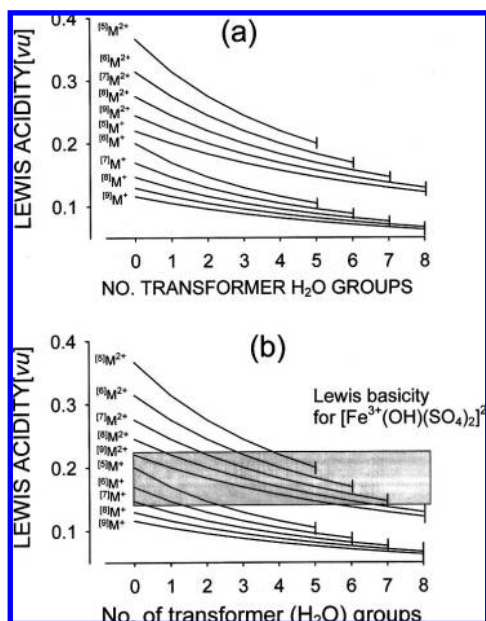 (a)
LEWIS ACIDITY[vu]
0.4
0.3
0.2
0.1
[5]M2+
[6]M2+
[7]M2+
[8]M2+
[9]M2+
[5]M+
[6]M+
[7]M+
[8]M+
[9]M+
0 1 2 3 4 5 6 7 8
NO. TRANSFORMER H2O GROUPS
(b)
LEWIS ACIDITY[vu]
0.4
0.3
0.2
0.1
[5]M2+
[6]M2+
[7]M2+
[8]M2+
[9]M2+
[5]M+
[6]M+
[7]M+
[8]M+
[9]M+
Lewis basicity
for [Fe3+(OH)(SO4)2]2
0 1 2 3 4 5 6 7 8
No. of transformer (H2O) groups